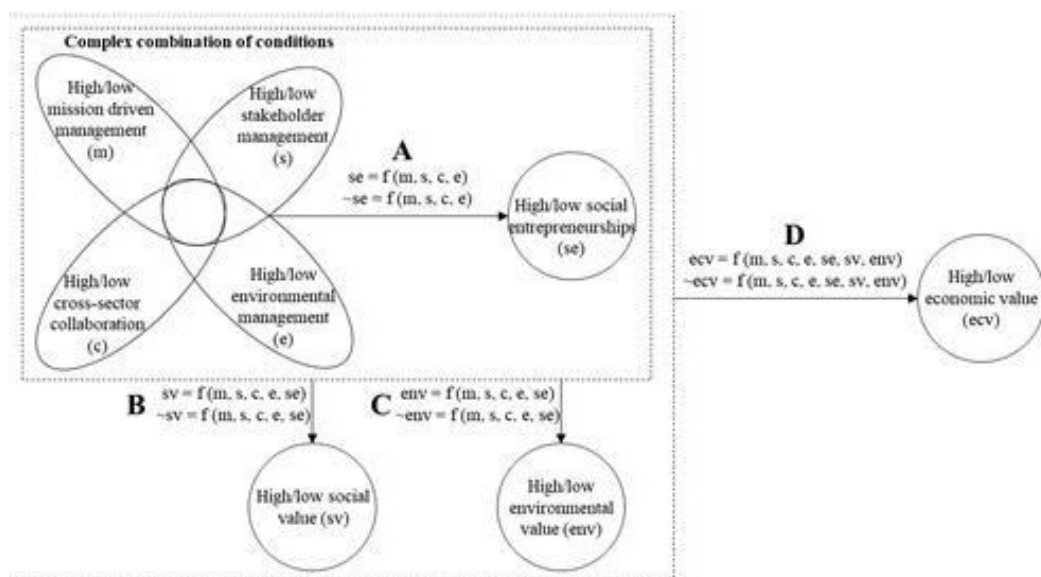 Complex combination of conditions
High/low
mission driven
management
(m)
High/low
stakeholder
management
(s)
High/low
cross-sector
collaboration
(c)
High/low
environmental
management
(e)
A
se = f (m, s, c, e)
~se = f (m, s, c, e)
High/low social
entrepreneurships
(se)
D
ecv = f (m, s, c, e, se, sv, env)
~ecv = f (m, s, c, e, se, sv, env)
High/low
economic value
(ecv)
B
sv = f (m, s, c, e, se)
~sv = f (m, s, c, e, se)
C
env = f (m, s, c, e, se)
~env = f (m, s, c, e, se)
High/low social
value (sv)
High/low
environmental
value (env)